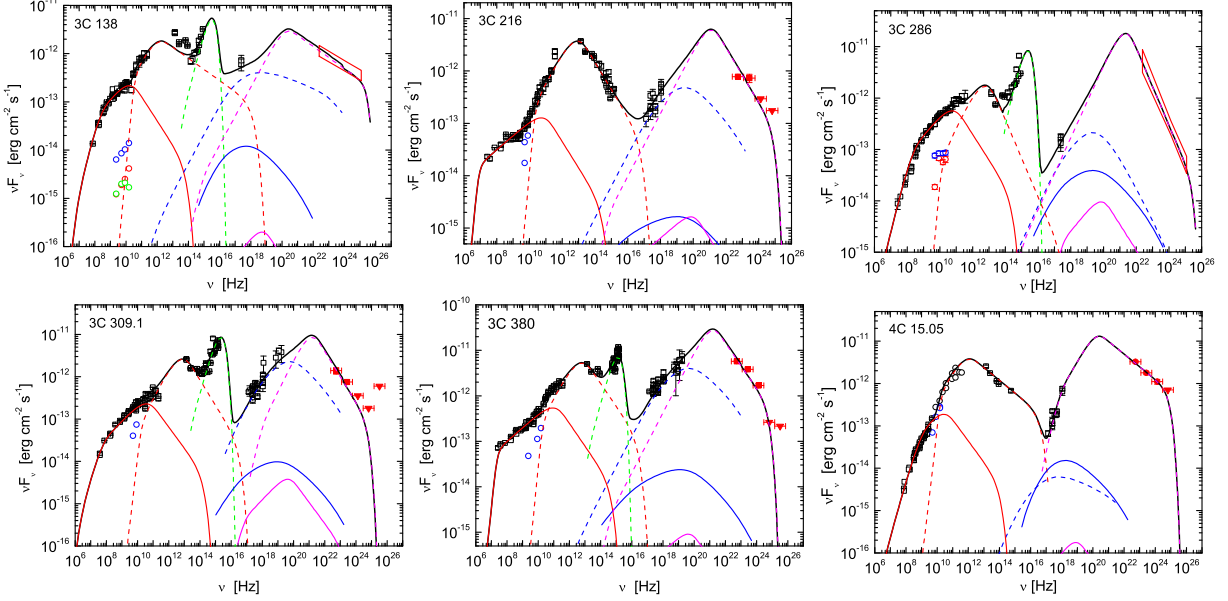 3C 138
10⁻¹¹
10⁻¹²
10⁻¹³
10⁻¹⁴
10⁻¹⁵
10⁻¹⁶
νFᵥ [erg cm⁻² s⁻¹]
10⁶ 10⁸ 10¹⁰ 10¹² 10¹⁴ 10¹⁶ 10¹⁸ 10²⁰ 10²² 10²⁴ 10²⁶
ν [Hz]
3C 216
10⁻¹¹
10⁻¹²
10⁻¹³
10⁻¹⁴
10⁻¹⁵
νFᵥ [erg cm⁻² s⁻¹]
10⁶ 10⁸ 10¹⁰ 10¹² 10¹⁴ 10¹⁶ 10¹⁸ 10²⁰ 10²² 10²⁴ 10²⁶
ν [Hz]
3C 286
10⁻¹¹
10⁻¹²
10⁻¹³
10⁻¹⁴
10⁻¹⁵
νFᵥ [erg cm⁻² s⁻¹]
10⁶ 10⁸ 10¹⁰ 10¹² 10¹⁴ 10¹⁶ 10¹⁸ 10²⁰ 10²² 10²⁴ 10²⁶
ν [Hz]
3C 309.1
10⁻¹¹
10⁻¹²
10⁻¹³
10⁻¹⁴
10⁻¹⁵
10⁻¹⁶
νFᵥ [erg cm⁻² s⁻¹]
10⁶ 10⁸ 10¹⁰ 10¹² 10¹⁴ 10¹⁶ 10¹⁸ 10²⁰ 10²² 10²⁴ 10²⁶
ν [Hz]
3C 380
10⁻¹⁰
10⁻¹¹
10⁻¹²
10⁻¹³
10⁻¹⁴
10⁻¹⁵
νFᵥ [erg cm⁻² s⁻¹]
10⁶ 10⁸ 10¹⁰ 10¹² 10¹⁴ 10¹⁶ 10¹⁸ 10²⁰ 10²² 10²⁴ 10²⁶
ν [Hz]
4C 15.05
10⁻¹¹
10⁻¹²
10⁻¹³
10⁻¹⁴
10⁻¹⁵
10⁻¹⁶
νFᵥ [erg cm⁻² s⁻¹]
10⁶ 10⁸ 10¹⁰ 10¹² 10¹⁴ 10¹⁶ 10¹⁸ 10²⁰ 10²² 10²⁴ 10²⁶
ν [Hz]